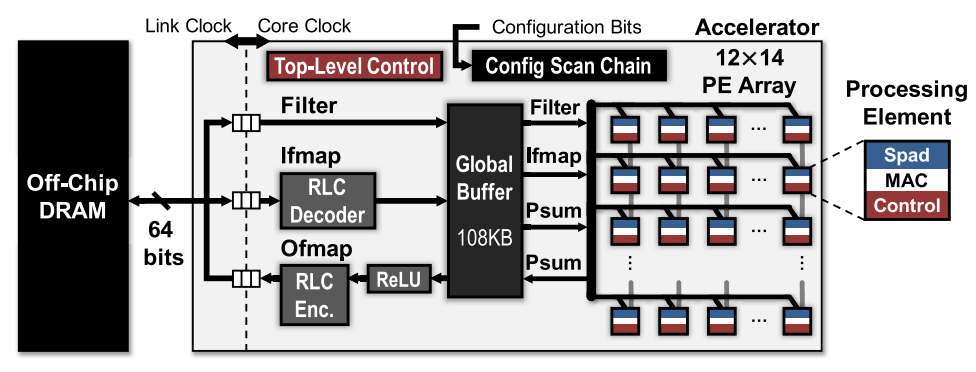 Link Clock
Core Clock
Configuration Bits
Accelerator
Top-Level Control
Config Scan Chain
12×14
PE Array
Processing
Element
Filter
Filter
Ifmap
RLC
Decoder
Global
Buffer
108KB
Ifmap
Psum
Psum
Off-Chip
DRAM
64
bits
Ofmap
RLC
Enc.
ReLU
Spad
MAC
Control
...
...
...
...
...
...